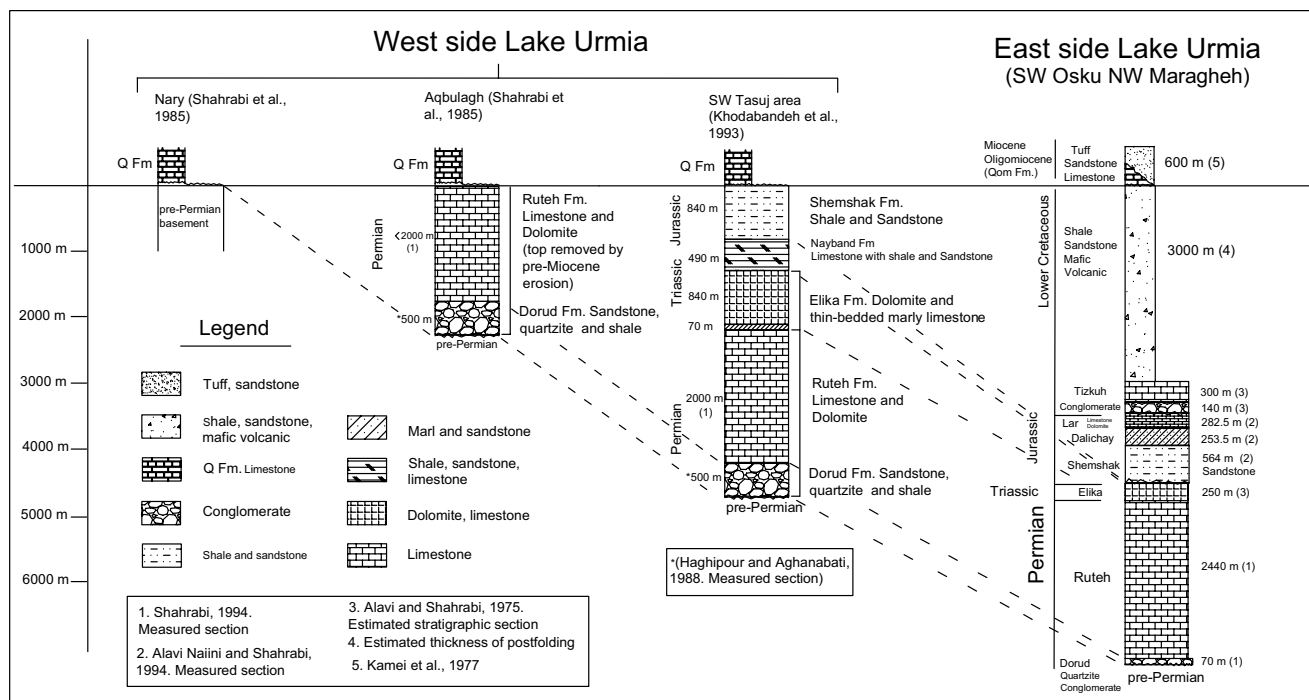 West side Lake Urmia
East side Lake Urmia
(SW Osku NW Maragheh)
Nary (Shahrabi et al.,
1985)
Q Fm
pre-Permian
basement
Aqbulagh (Shahrabi et
al., 1985)
Q Fm
Permian
<2000 m
(1)
*500 m
pre-Permian
Ruteh Fm.
Limestone and
Dolomite
(top removed by
pre-Miocene
erosion)
Dorud Fm. Sandstone,
quartzite and shale
SW Tasuj area
(Khodabandeh et al.,
1993)
Q Fm
Jurassic
840 m
Triassic
490 m
840 m
70 m
Permian
2000 m
(1)
*500 m
pre-Permian
Shemshak Fm.
Shale and Sandstone
Nayband Fm
Limestone with shale and Sandstone
Elika Fm. Dolomite and
thin-bedded marly limestone
Ruteh Fm.
Limestone and
Dolomite
Dorud Fm. Sandstone,
quartzite and shale
*(Haghipour and Aghanabati,
1988. Measured section)
Miocene
Oligomiocene
(Qom Fm.)
Tuff
Sandstone
Limestone
600 m (5)
Lower Cretaceous
Shale
Sandstone
Mafic
Volcanic
3000 m (4)
Tizkuh
300 m (3)
Conglomerate
140 m (3)
Jurassic
Lar
Limestone
Dolomite
282.5 m (2)
Dalichay
253.5 m (2)
Shemshak
564 m (2)
Sandstone
Triassic
Elika
250 m (3)
Permian
Ruteh
2440 m (1)
Dorud
Quartzite
Conglomerate
70 m (1)
pre-Permian
1000 m
2000 m
3000 m
4000 m
5000 m
6000 m
Legend
Tuff, sandstone
Shale, sandstone,
mafic volcanic
Q Fm. Limestone
Conglomerate
Shale and sandstone
Marl and sandstone
Shale, sandstone,
limestone
Dolomite, limestone
Limestone
1. Shahrabi, 1994.
Measured section
2. Alavi Naiini and Shahrabi,
1994. Measured section
3. Alavi and Shahrabi, 1975.
Estimated stratigraphic section
4. Estimated thickness of postfolding
5. Kamei et al., 1977